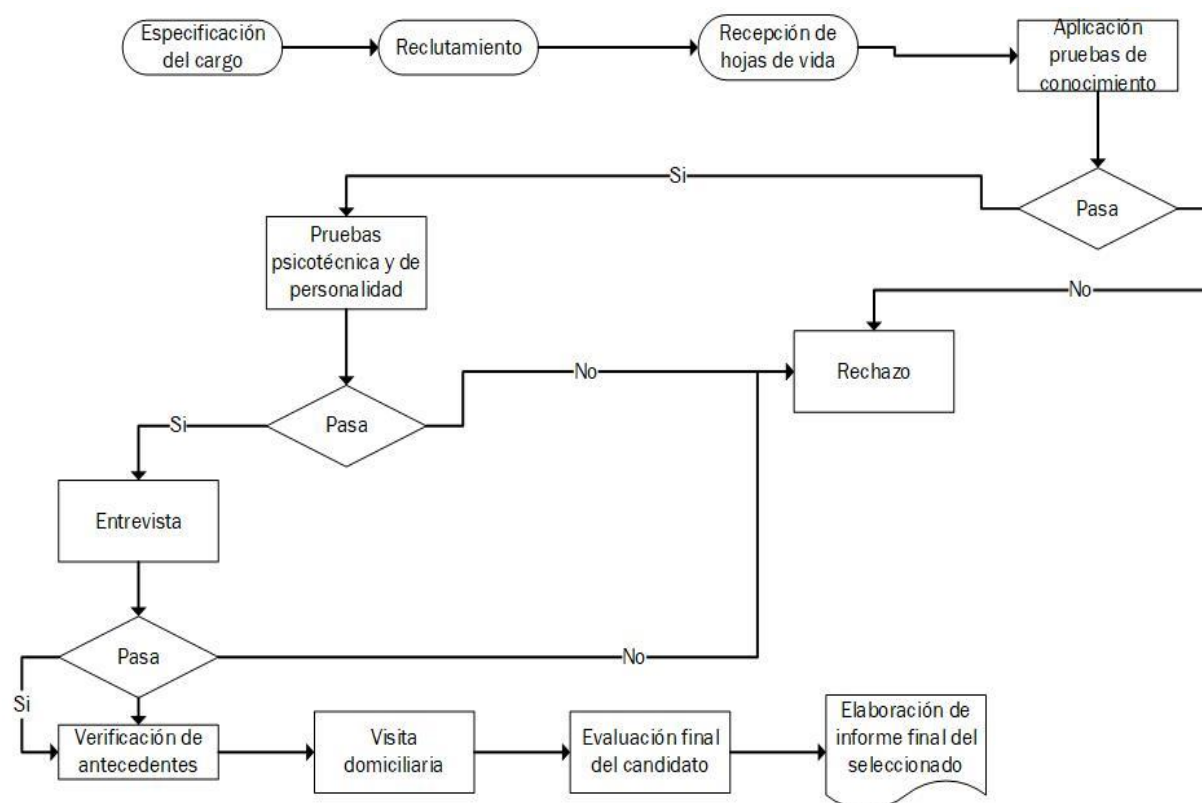 Especificación
del cargo
Reclutamiento
Recepción de
hojas de vida
Aplicación
pruebas de
conocimiento
Si
Pasa
Pruebas
psicotécnica y de
personalidad
No
Rechazo
No
Pasa
Si
Entrevista
Pasa
No
Si
Verificación de
antecedentes
Visita
domiciliaria
Evaluación final
del candidato
Elaboración de
informe final del
seleccionado